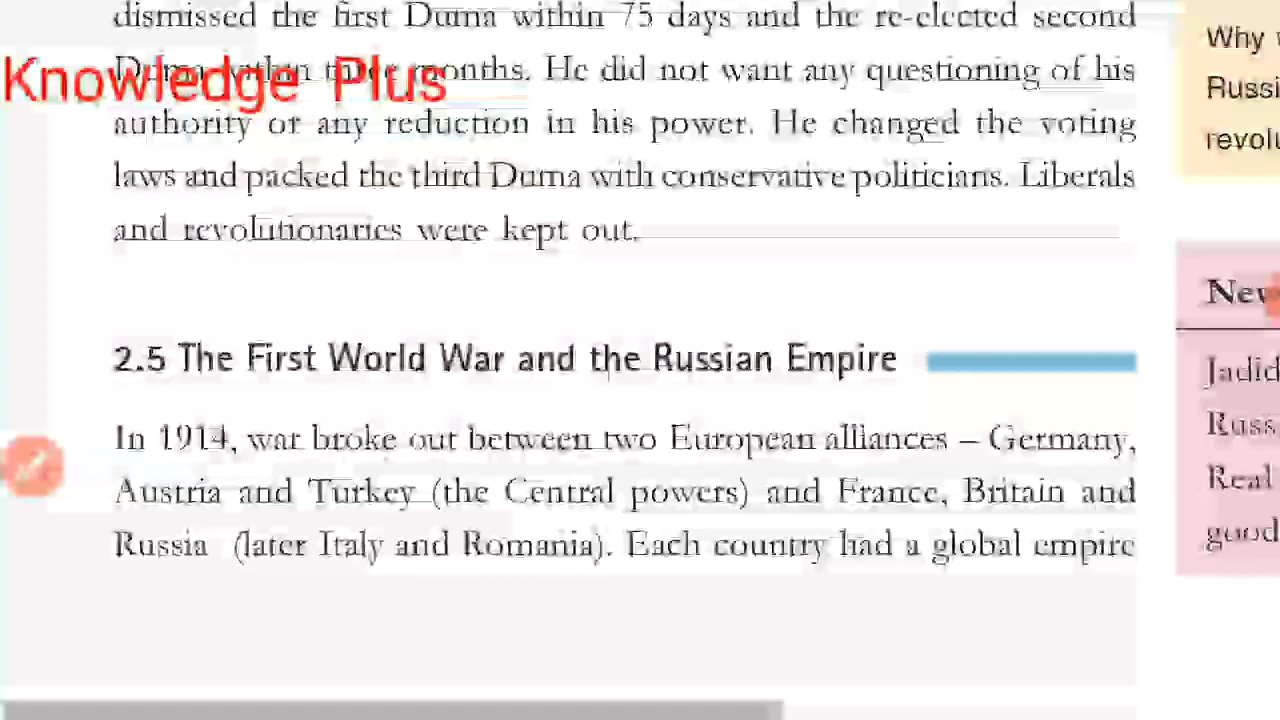 dismissed the first Duma within 75 days and the re-elected second
Duma within three months. He did not want any questioning of his
Knowledge Plus
authority or any reduction in his power. He changed the voting
laws and packed the third Duma with conservative politicians. Liberals
and revolutionaries were kept out.
2.5 The First World War and the Russian Empire
In 1914, war broke out between two European alliances – Germany,
Austria and Turkey (the Central powers) and France, Britain and
Russia (later Italy and Romania). Each country had a global empire
Why
Russi
revolu
New
Jadid
Russ
Real
good